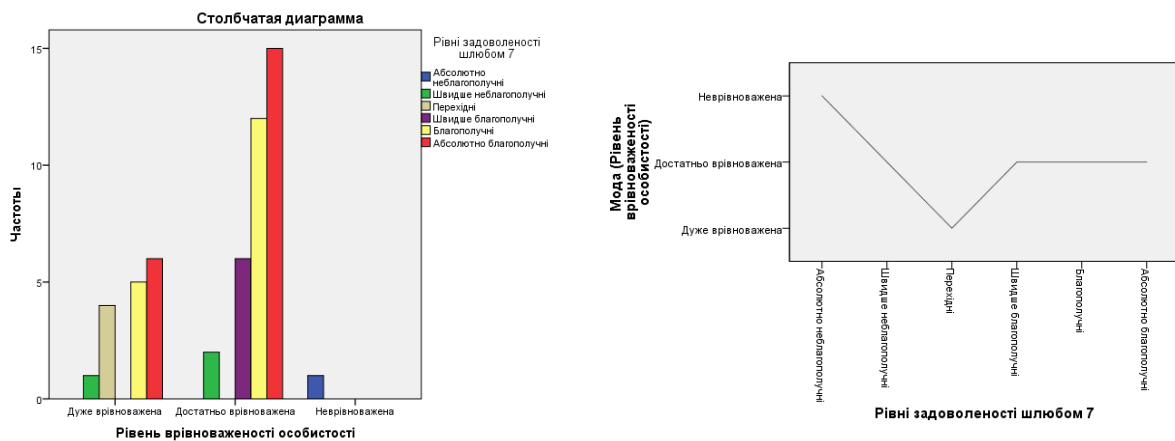 Столбчатая диаграмма
Рівні задоволеності
шлюбом 7
Абсолютно
неблагополучні
Швидше неблагополучні
Перехідні
Швидше благополучні
Благополучні
Абсолютно благополучні
Частоты
15
10
5
0
Дуже врівноважена
Достатньо врівноважена
Неврівноважена
Рівень врівноваженості особистості
Мода (Рівень
врівноваженості
особистості)
Неврівноважена
Достатньо врівноважена
Дуже врівноважена
Абсолютно неблагополучні
Швидше неблагополучні
Перехідні
Швидше благополучні
Благополучні
Абсолютно благополучні
Рівні задоволеності шлюбом 7